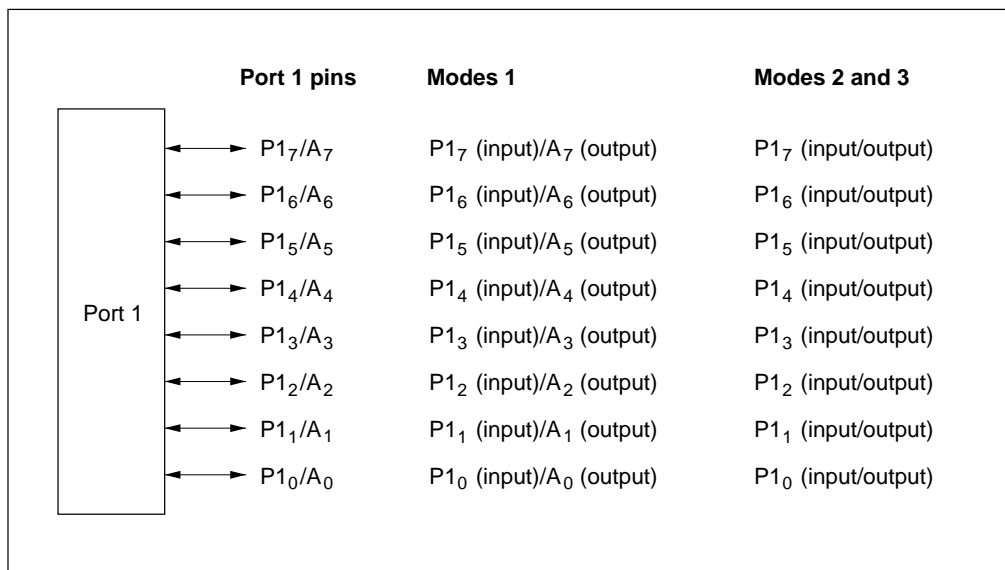 Port 1 pins Modes 1 Modes 2 and 3
P1₇/A₇ P1₇ (input)/A₇ (output) P1₇ (input/output)
P1₆/A₆ P1₆ (input)/A₆ (output) P1₆ (input/output)
P1₅/A₅ P1₅ (input)/A₅ (output) P1₅ (input/output)
P1₄/A₄ P1₄ (input)/A₄ (output) P1₄ (input/output)
Port 1
P1₃/A₃ P1₃ (input)/A₃ (output) P1₃ (input/output)
P1₂/A₂ P1₂ (input)/A₂ (output) P1₂ (input/output)
P1₁/A₁ P1₁ (input)/A₁ (output) P1₁ (input/output)
P1₀/A₀ P1₀ (input)/A₀ (output) P1₀ (input/output)